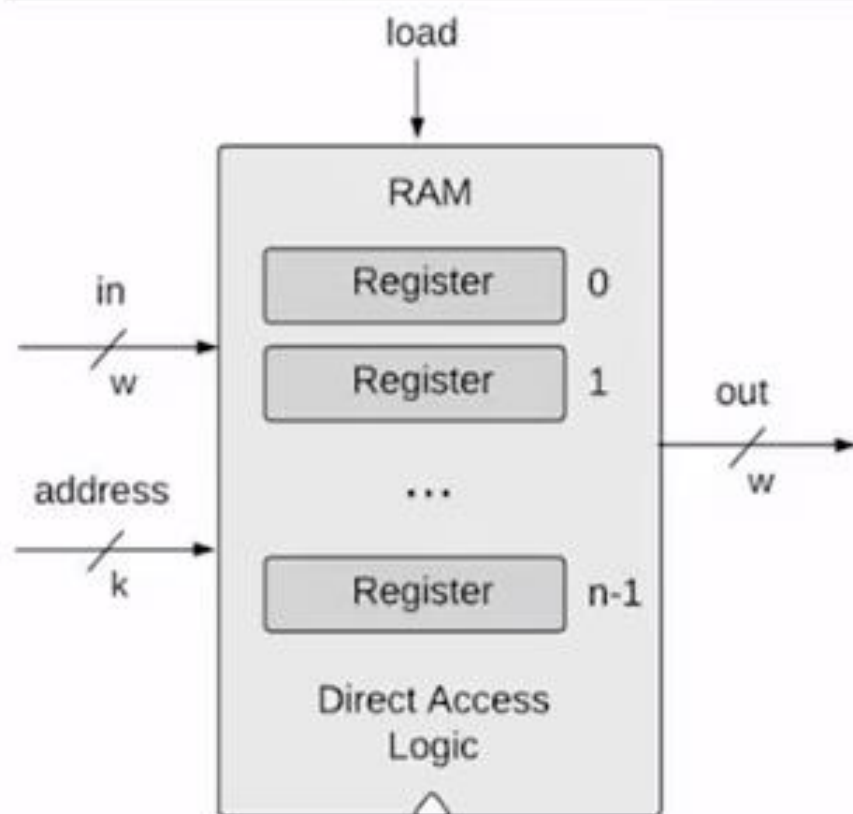 load
RAM
Register 0
in
w
Register 1
out
w
address
k
...
Register n-1
Direct Access
Logic